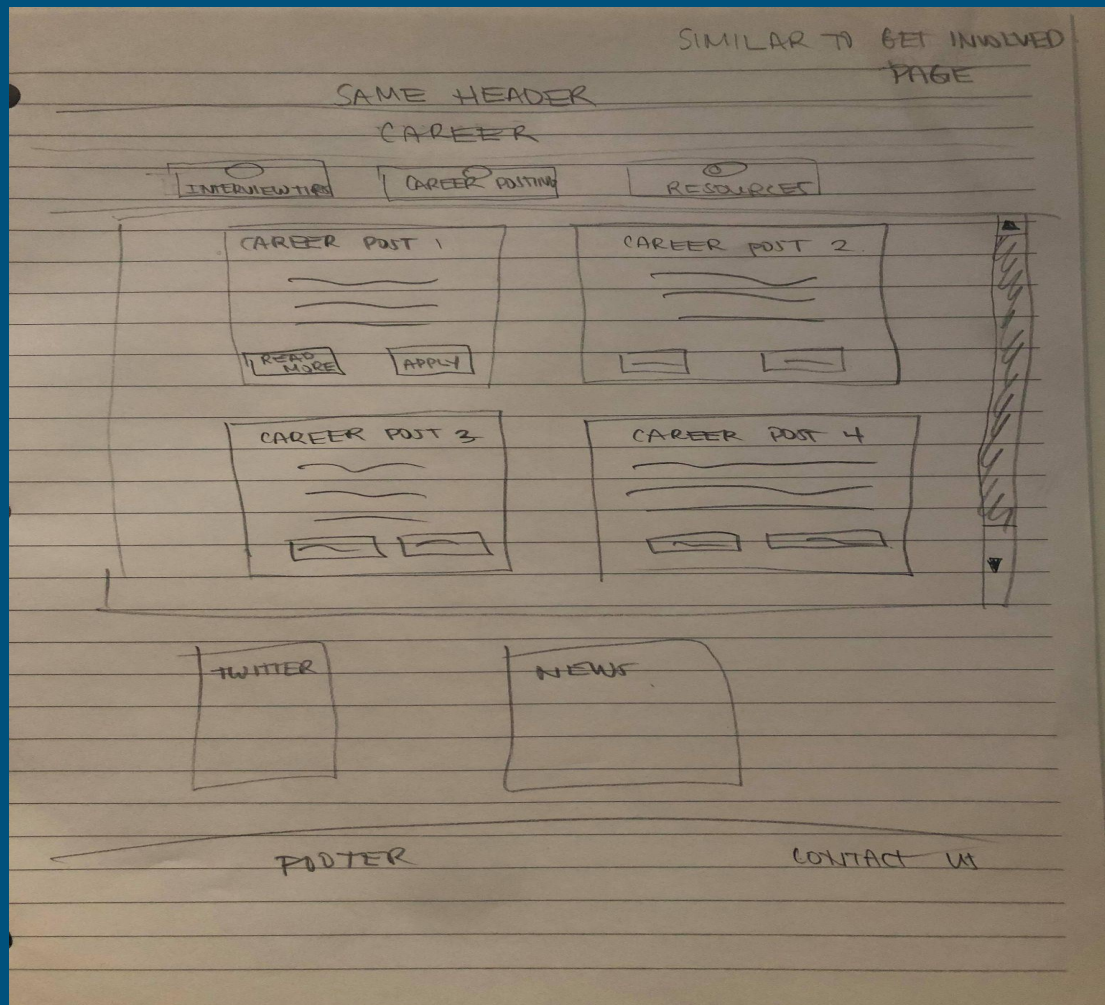 SIMILAR TO GET INVOLVED
PAGE
SAME HEADER
CAREER
INTERVIEW TIPS
CAREER POSTING
RESOURCES
CAREER POST 1
READ
MORE
APPLY
CAREER POST 2
CAREER POST 3
CAREER POST 4
TWITTER
NEWS
FOOTER
CONTACT US